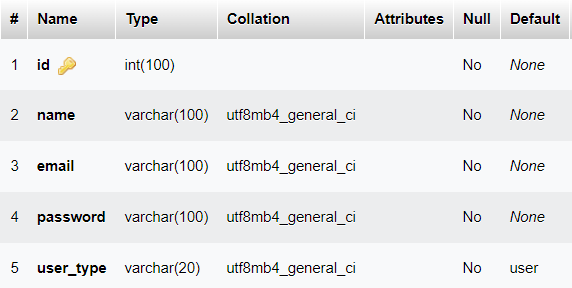 # Name Type Collation Attributes Null Default
1 id int(100) No None
2 name varchar(100) utf8mb4_general_ci No None
3 email varchar(100) utf8mb4_general_ci No None
4 password varchar(100) utf8mb4_general_ci No None
5 user_type varchar(20) utf8mb4_general_ci No user